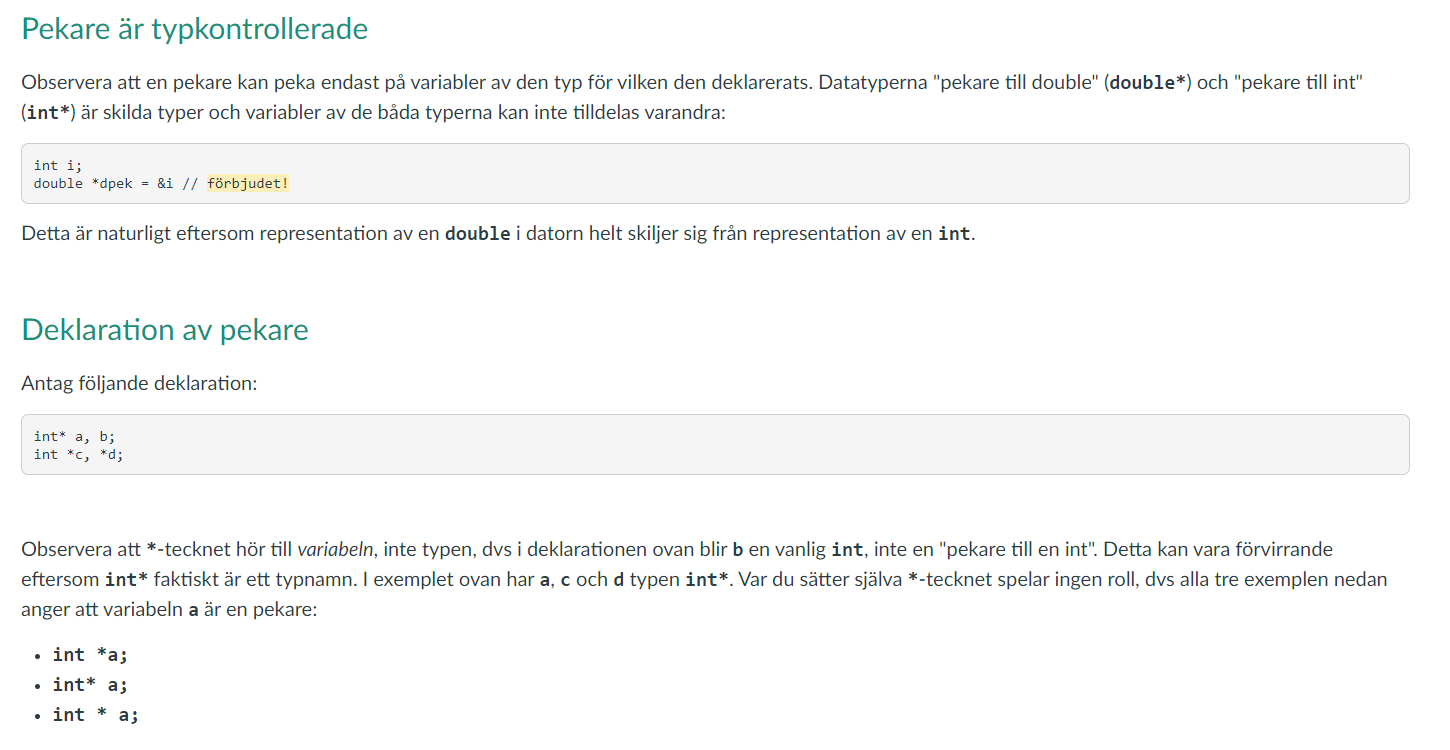 Pekare är typkontrollerade
Observera att en pekare kan peka endast på variabler av den typ för vilken den deklarerats. Datatyperna "pekare till double" (double*) och "pekare till int"
(int*) är skilda typer och variabler av de båda typerna kan inte tilldelas varandra:
int i;
double *dpek = &i // förbjudet!
Detta är naturligt eftersom representation av en double i datorn helt skiljer sig från representation av en int.
Deklaration av pekare
Antag följande deklaration:
int* a, b;
int *c, *d;
Observera att *-tecknet hör till variabeln, inte typen, dvs i deklarationen ovan blir b en vanlig int, inte en "pekare till en int". Detta kan vara förvirrande
eftersom int* faktiskt är ett typnamn. I exemplet ovan har a, c och d typen int*. Var du sätter själva *-tecknet spelar ingen roll, dvs alla tre exemplen nedan
anger att variabeln a är en pekare:
• int *a;
• int* a;
• int * a;